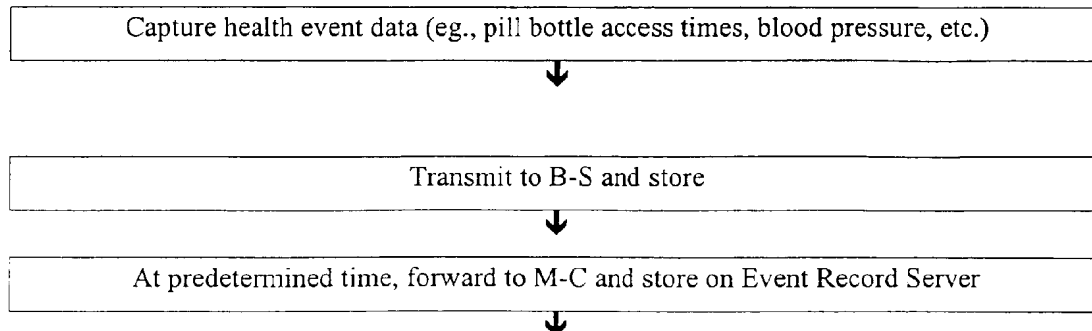 Capture health event data (eg., pill bottle access times, blood pressure, etc.)
Transmit to B-S and store
At predetermined time, forward to M-C and store on Event Record Server